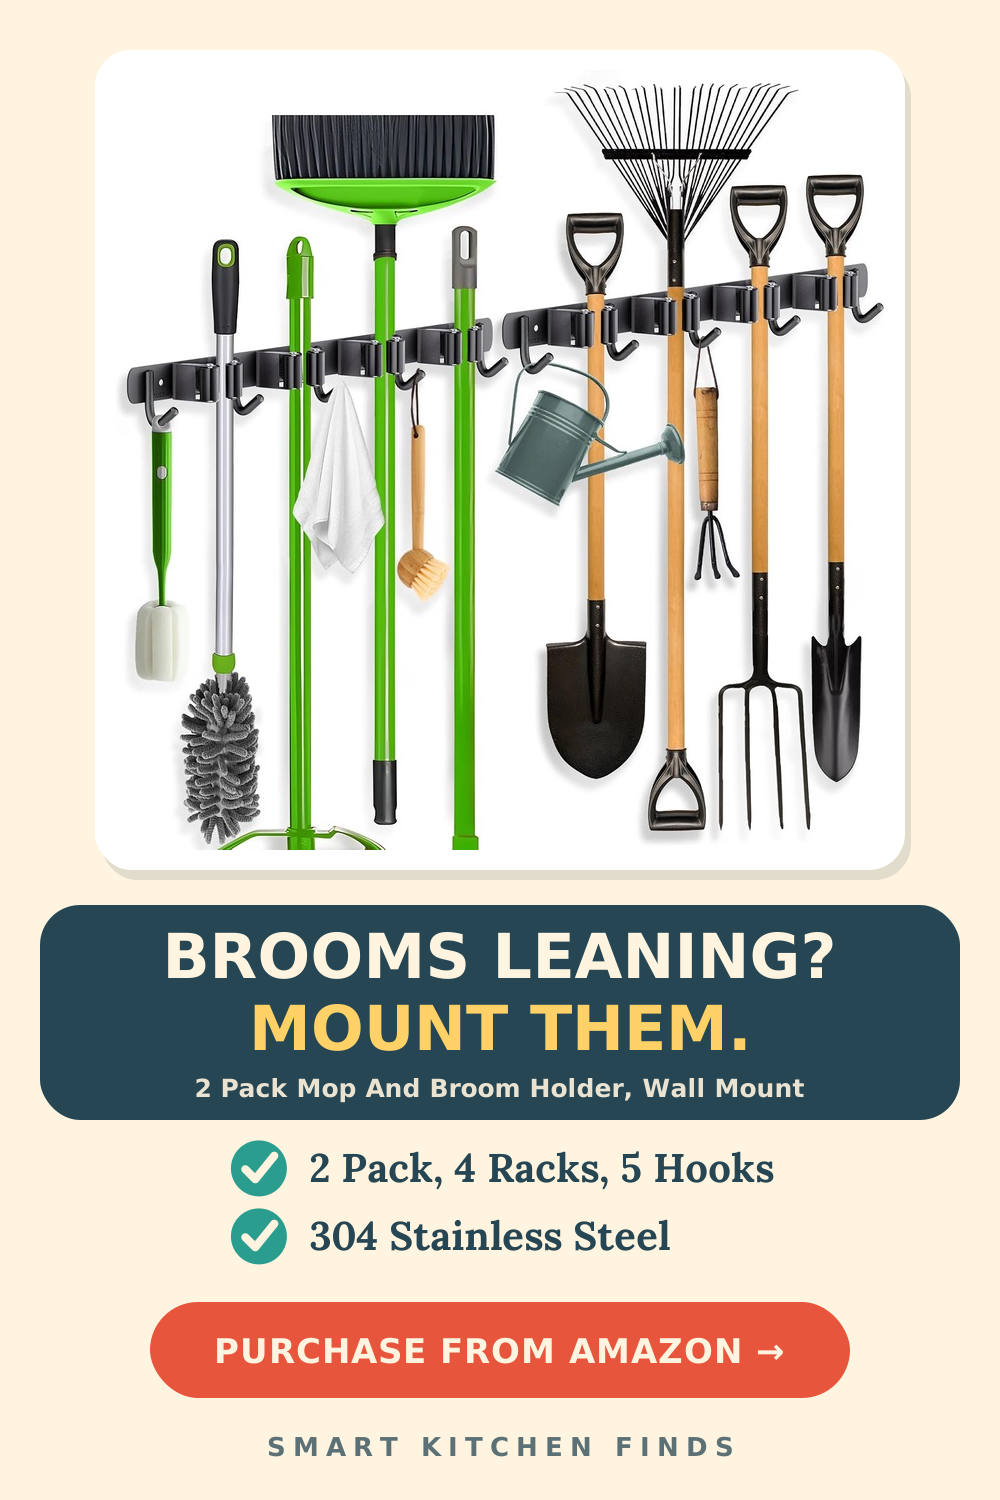 BROOMS LEANING?
MOUNT THEM.
2 Pack Mop And Broom Holder, Wall Mount
2 Pack, 4 Racks, 5 Hooks
304 Stainless Steel
PURCHASE FROM AMAZON →
SMART KITCHEN FINDS